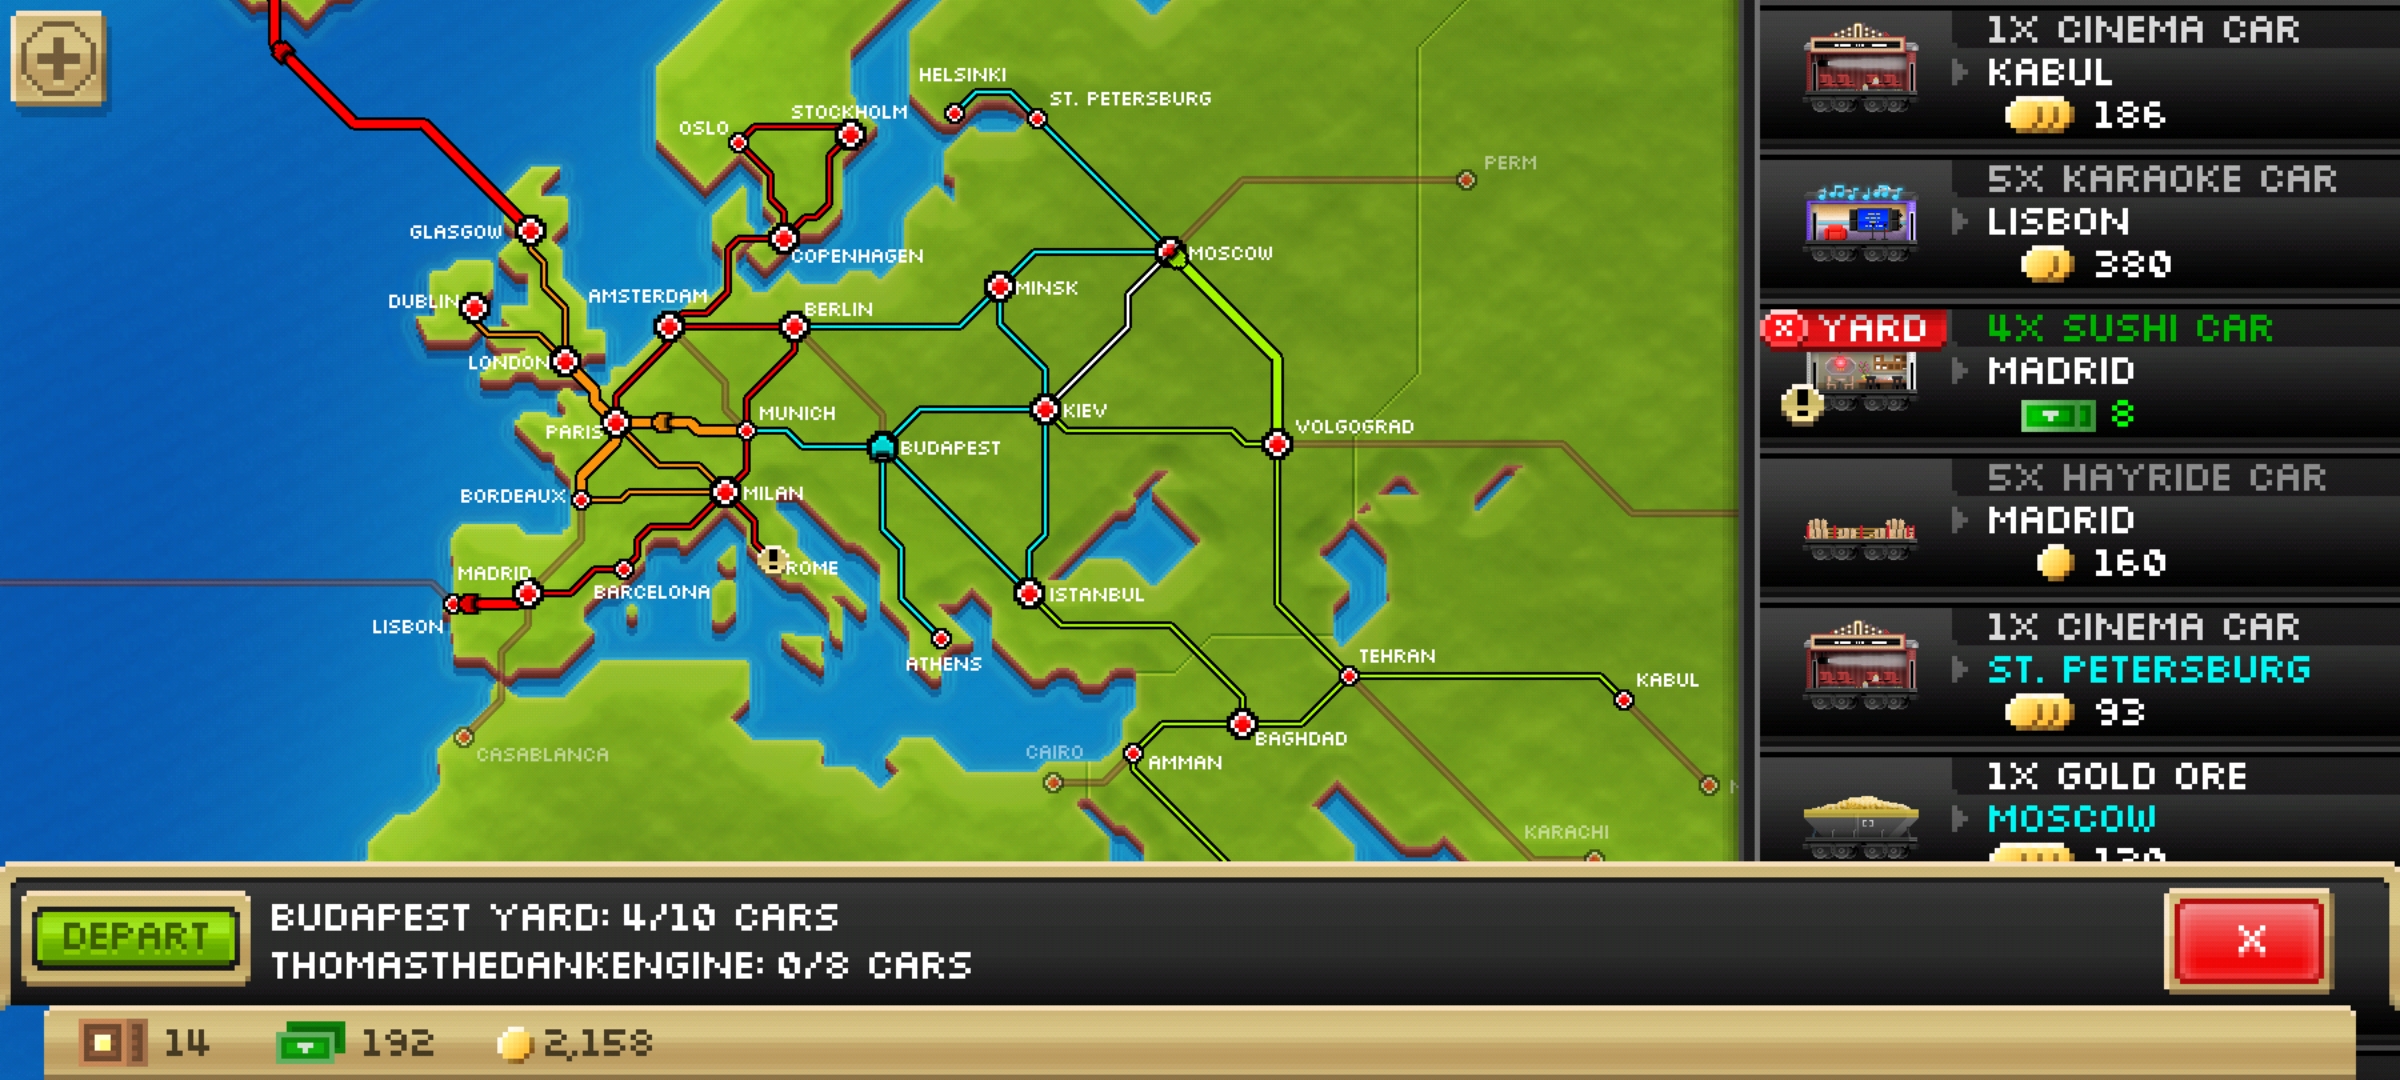 HELSINKI
ST. PETERSBURG
STOCKHOLM
OSLO
PERM
GLASGOW
COPENHAGEN
MOSCOW
MINSK
DUBLIN
AMSTERDAM
BERLIN
LONDON
MUNICH
KIEV
PARIS
BUDAPEST
VOLGOGRAD
BORDEAUX
MILAN
MADRID
ROME
BARCELONA
ISTANBUL
LISBON
ATHENS
TEHRAN
KABUL
CASABLANCA
CAIRO
BAGHDAD
AMMAN
KARACHI
1X CINEMA CAR
KABUL
186
5X KARAOKE CAR
LISBON
380
YARD
4X SUSHI CAR
MADRID
8
5X HAYRIDE CAR
MADRID
160
1X CINEMA CAR
ST. PETERSBURG
93
1X GOLD ORE
MOSCOW
DEPART
BUDAPEST YARD: 4/10 CARS
THOMASTHEDANKENGINE: 0/8 CARS
X
14
192
2,158